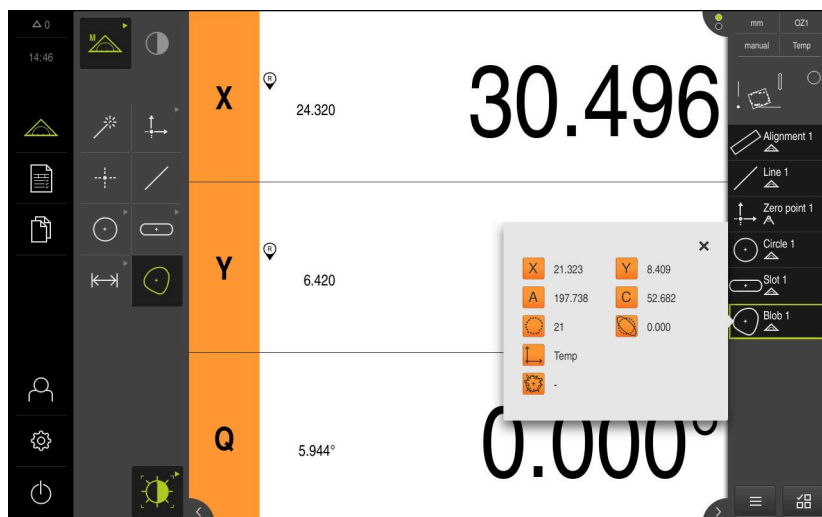 0
14:46
M
X
R
24.320
30.496
Y
R
6.420
Q
5.944°
0.000°
X 21.323 Y 8.409
A 197.738 C 52.682
21 0.000
Temp
-
mm OZ1
manual Temp
Alignment 1
Line 1
Zero point 1
Circle 1
Slot 1
Blob 1